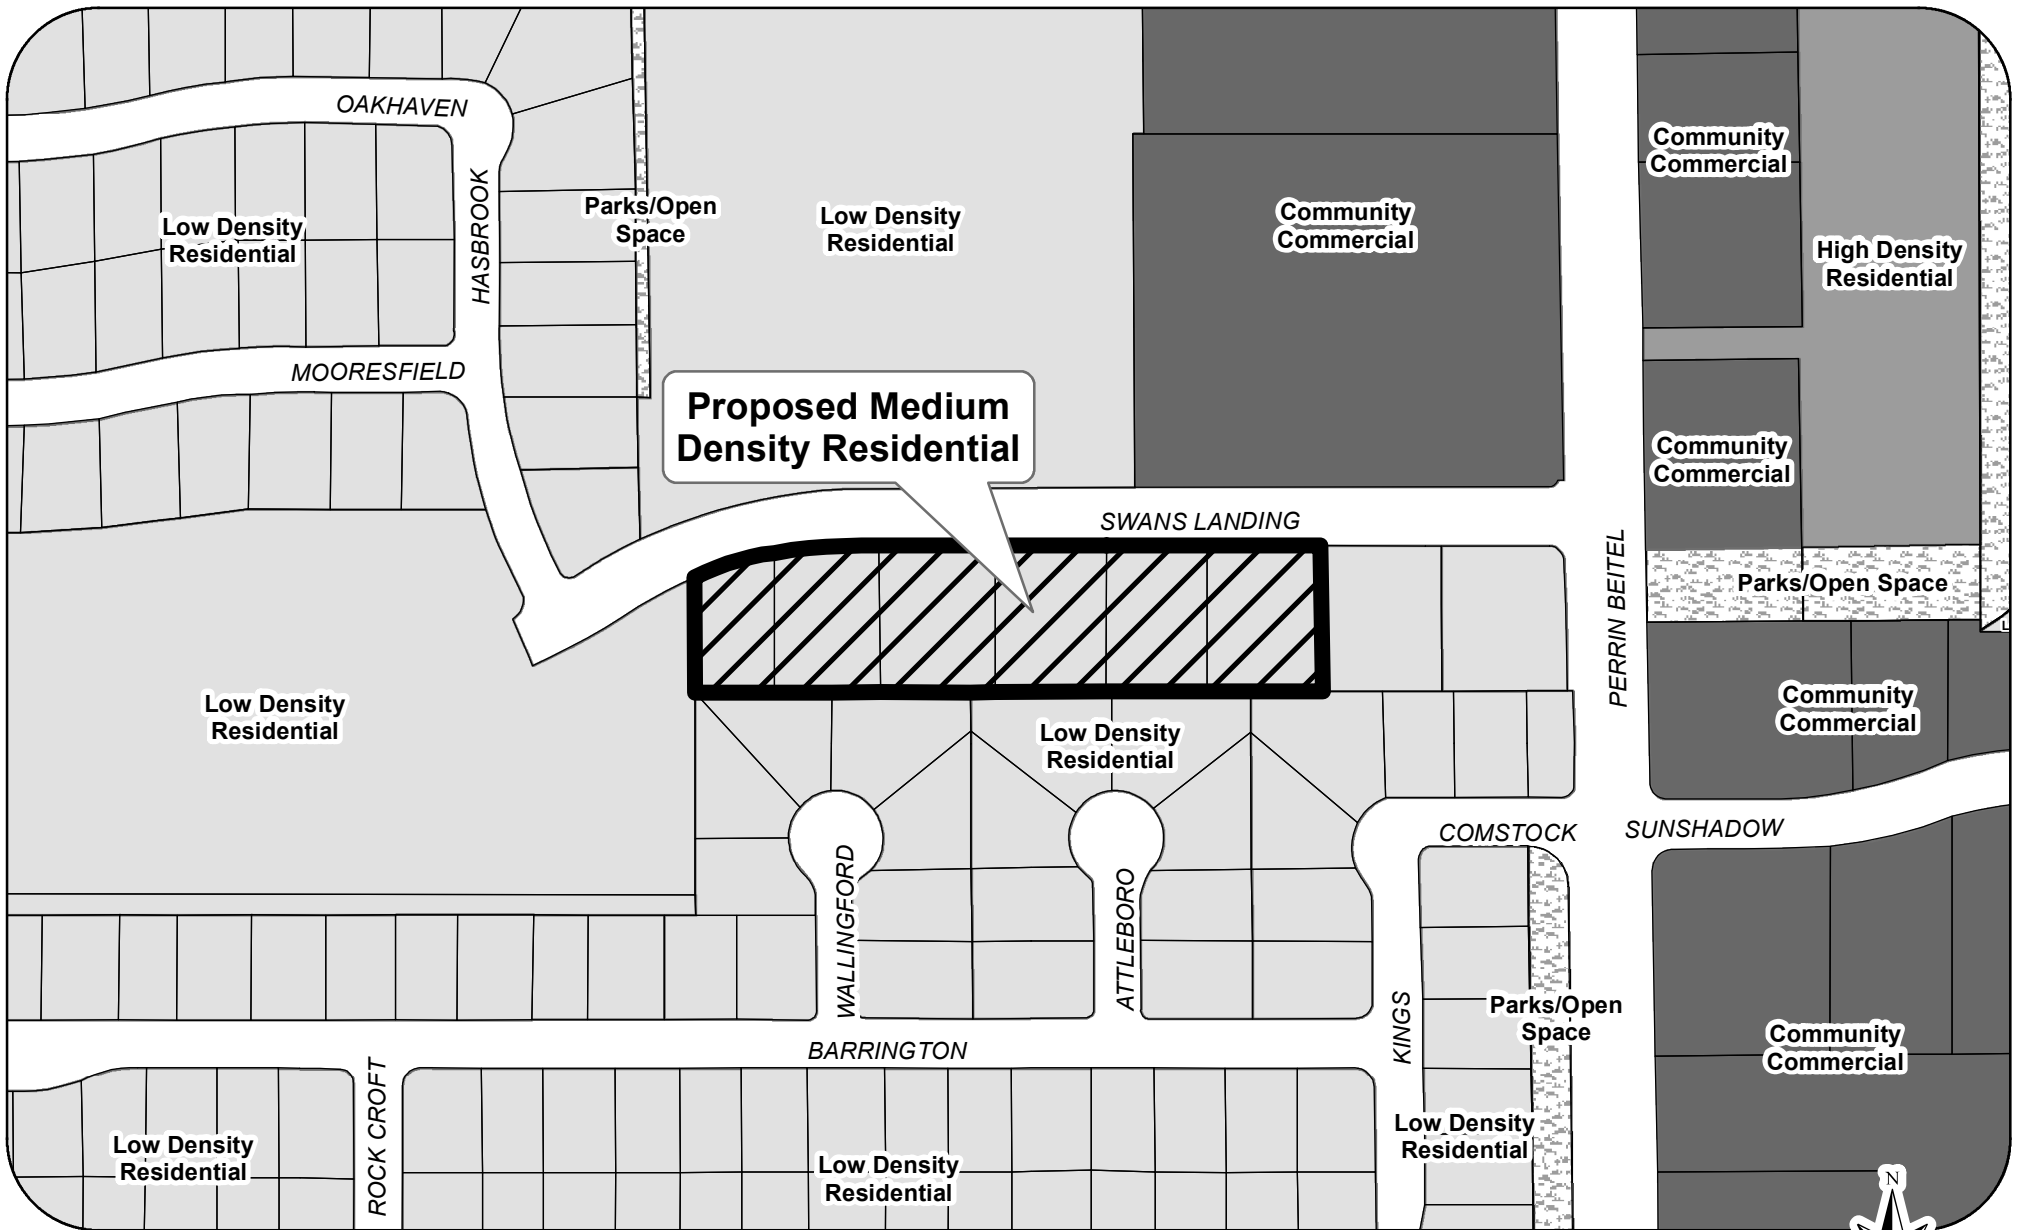 OAKHAVEN
Community
Commercial
HASBROOK
Parks/Open
Space
Low Density
Residential
Low Density
Residential
Community
Commercial
High Density
Residential
MOORESFIELD
Proposed Medium
Density Residential
Community
Commercial
SWANS LANDING
PERRIN BEITEL
Parks/Open Space
Low Density
Residential
Low Density
Residential
Community
Commercial
COMSTOCK
SUNSHADOW
WALLINGFORD
ATTLEBORO
KINGS
Parks/Open
Space
Community
Commercial
BARRINGTON
ROCK CROFT
Low Density
Residential
Low Density
Residential
Low Density
Residential
N